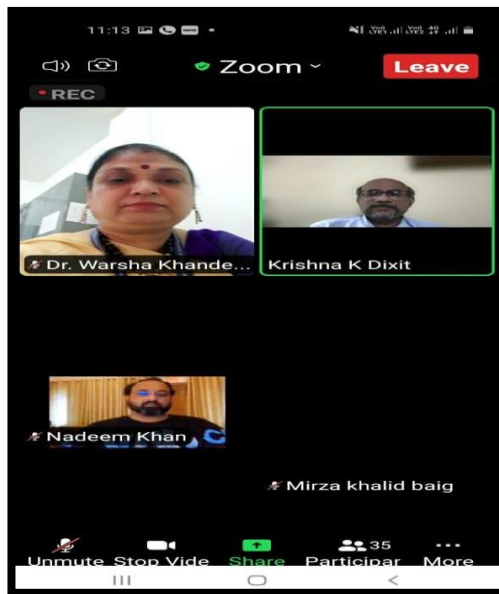 11:13
Zoom
Leave
REC
Dr. Warsha Khande...
Krishna K Dixit
Nadeem Khan
Mirza khalid baig
35
Unmute Stop Vide Share Participar More